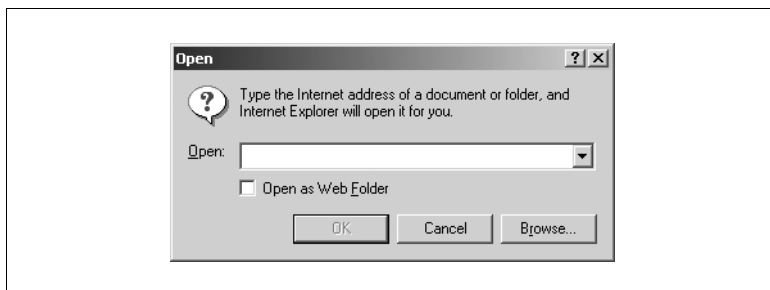 Open
Type the Internet address of a document or folder, and
Internet Explorer will open it for you.
Open:
Open as Web Folder
OK Cancel Browse...